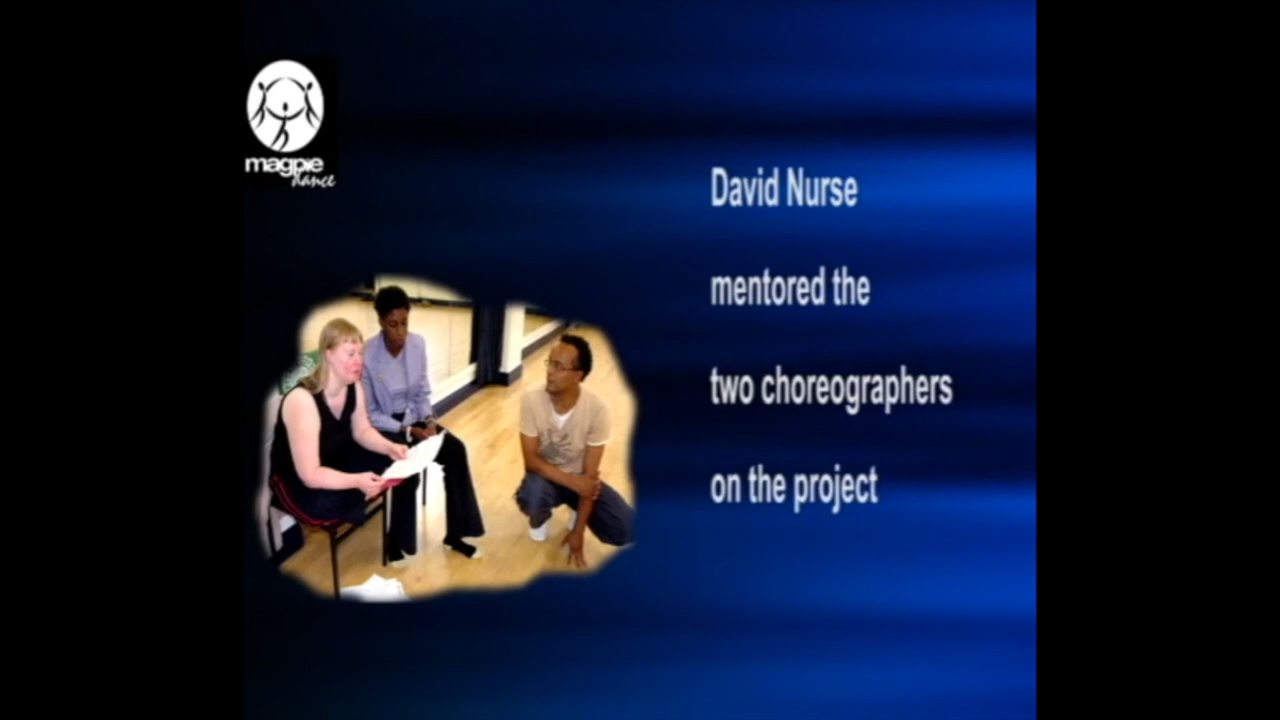 magpie
dance
David Nurse
mentored the
two choreographers
on the project